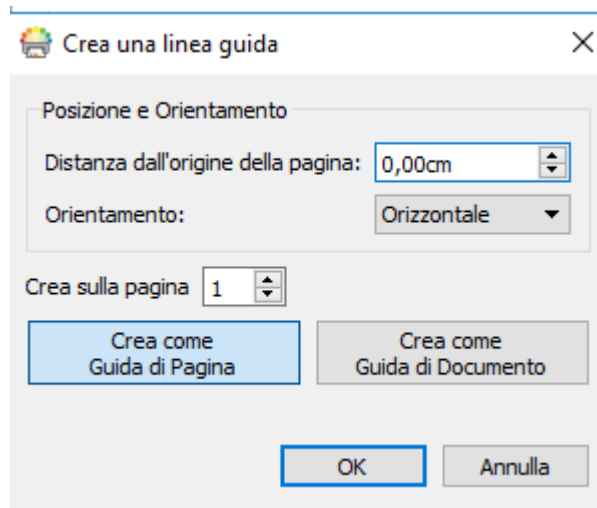 Crea una linea guida
Posizione e Orientamento
Distanza dall'origine della pagina: 0,00cm
Orientamento: Orizzontale
Crea sulla pagina 1
Crea come
Guida di Pagina
Crea come
Guida di Documento
OK Annulla